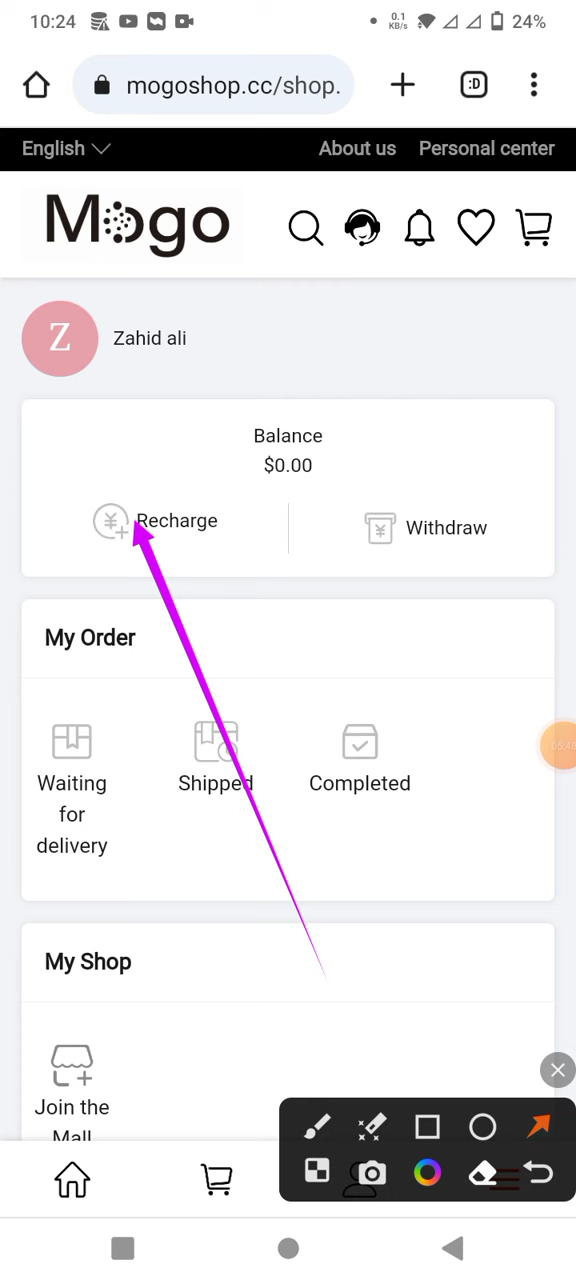 10:24 0.1 KB/s 24%
mogoshop.cc/shop. :D
English About us Personal center
Mogo
Z Zahid ali
Balance
$0.00
Recharge Withdraw
My Order
Waiting for delivery Shipped Completed
My Shop
Join the
Mall